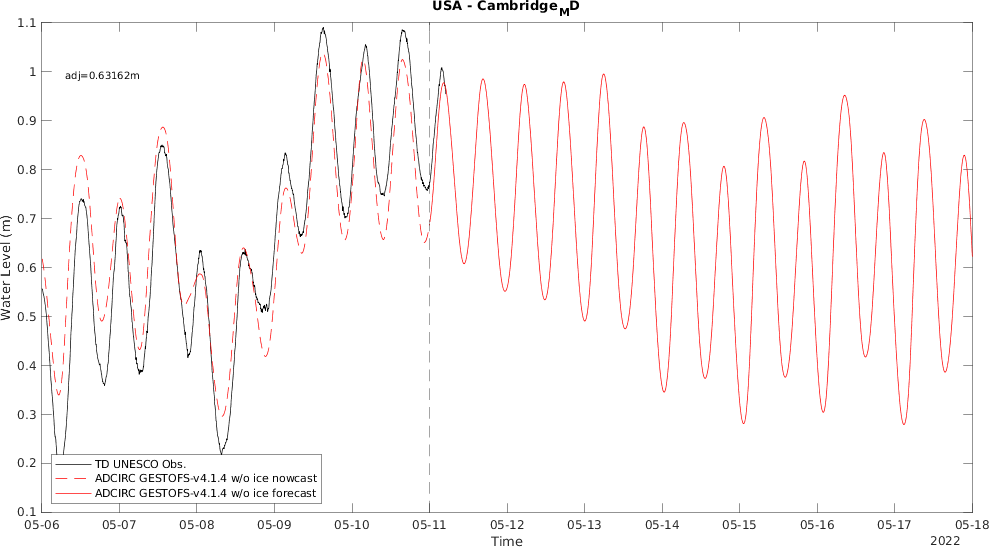 USA - Cambridge_MD
adj=0.63162m
1.1
1
0.9
0.8
0.7
0.6
0.5
0.4
0.3
0.2
0.1
Water Level (m)
TD UNESCO Obs.
ADCIRC GESTOFS-v4.1.4 w/o ice nowcast
ADCIRC GESTOFS-v4.1.4 w/o ice forecast
05-06 05-07 05-08 05-09 05-10 05-11 05-12 05-13 05-14 05-15 05-16 05-17 05-18
Time
2022